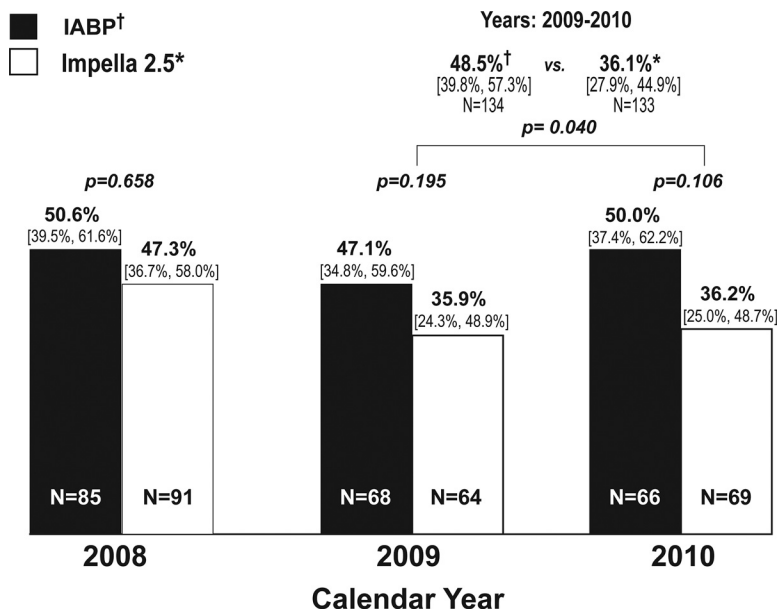 IABP†
Impella 2.5*
Years: 2009-2010
48.5%† vs. 36.1%*
[39.8%, 57.3%] [27.9%, 44.9%]
N=134 N=133
p= 0.040
p=0.658 p=0.195 p=0.106
50.6%
[39.5%, 61.6%]
47.3%
[36.7%, 58.0%]
47.1%
[34.8%, 59.6%]
35.9%
[24.3%, 48.9%]
50.0%
[37.4%, 62.2%]
36.2%
[25.0%, 48.7%]
N=85 N=91 N=68 N=64 N=66 N=69
2008 2009 2010
Calendar Year